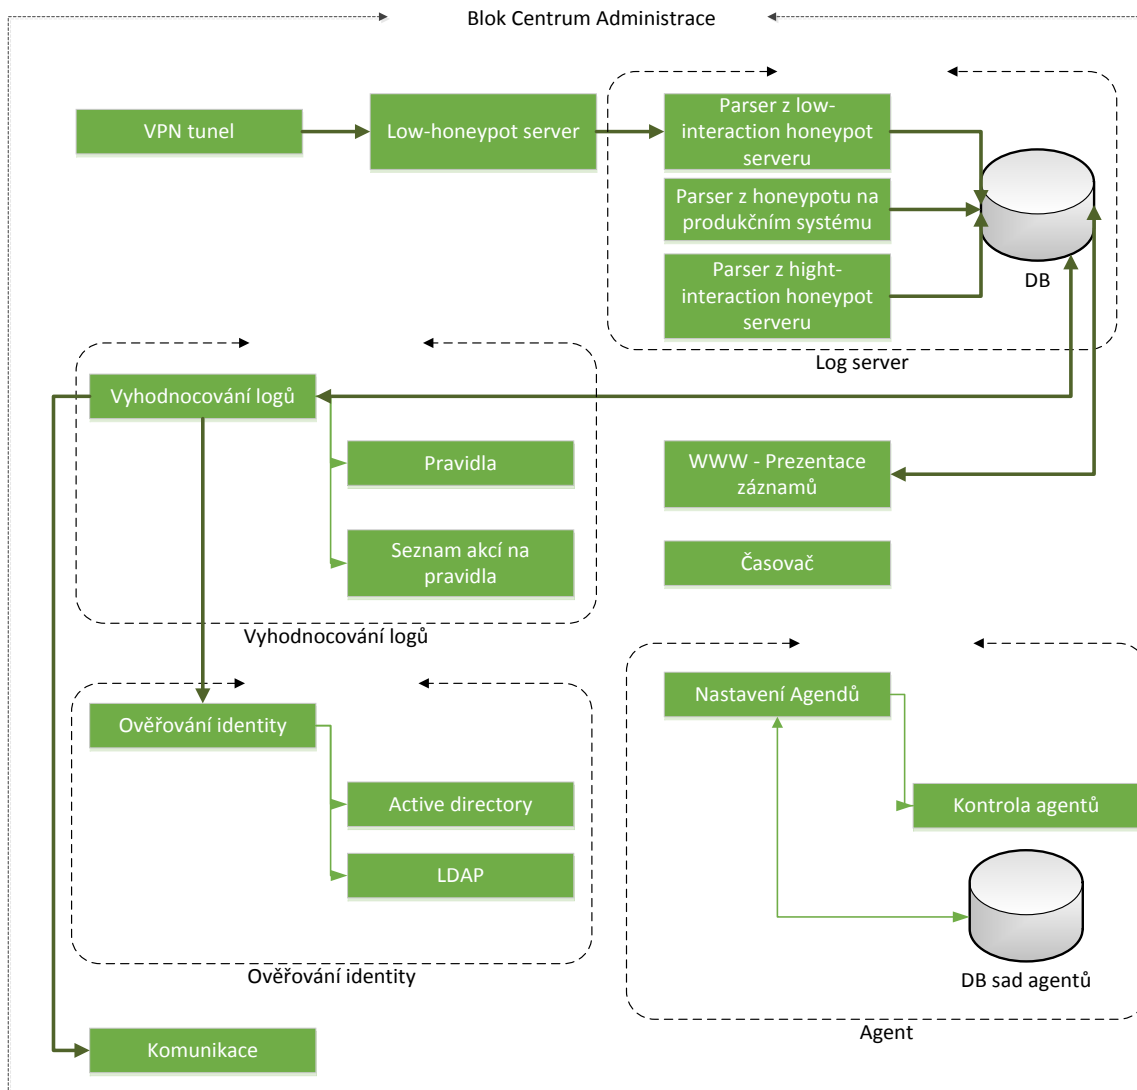 Blok Centrum Administrace
VPN tunel
Low-honeypot server
Parser z low-
interaction honeypot
serveru
Parser z honeypotu na
produkčním systému
Parser z hight-
interaction honeypot
serveru
DB
Log server
Vyhodnocování logů
Pravidla
Seznam akcí na
pravidla
Vyhodnocování logů
WWW - Prezentace
záznamů
Časovač
Ověřování identity
Active directory
LDAP
Ověřování identity
Nastavení Agendů
Kontrola agentů
DB sad agentů
Agent
Komunikace